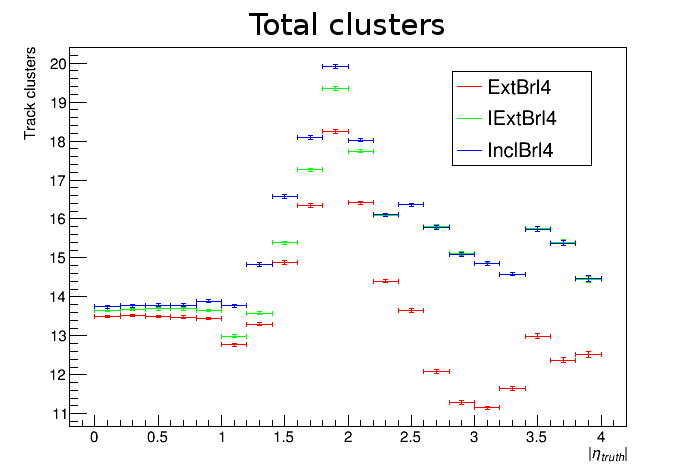 Total clusters
Track clusters
20
19
18
17
16
15
14
13
12
11
ExtBrl4
IExtBrl4
InclBrl4
0 0.5 1 1.5 2 2.5 3 3.5 4
|η_truth|